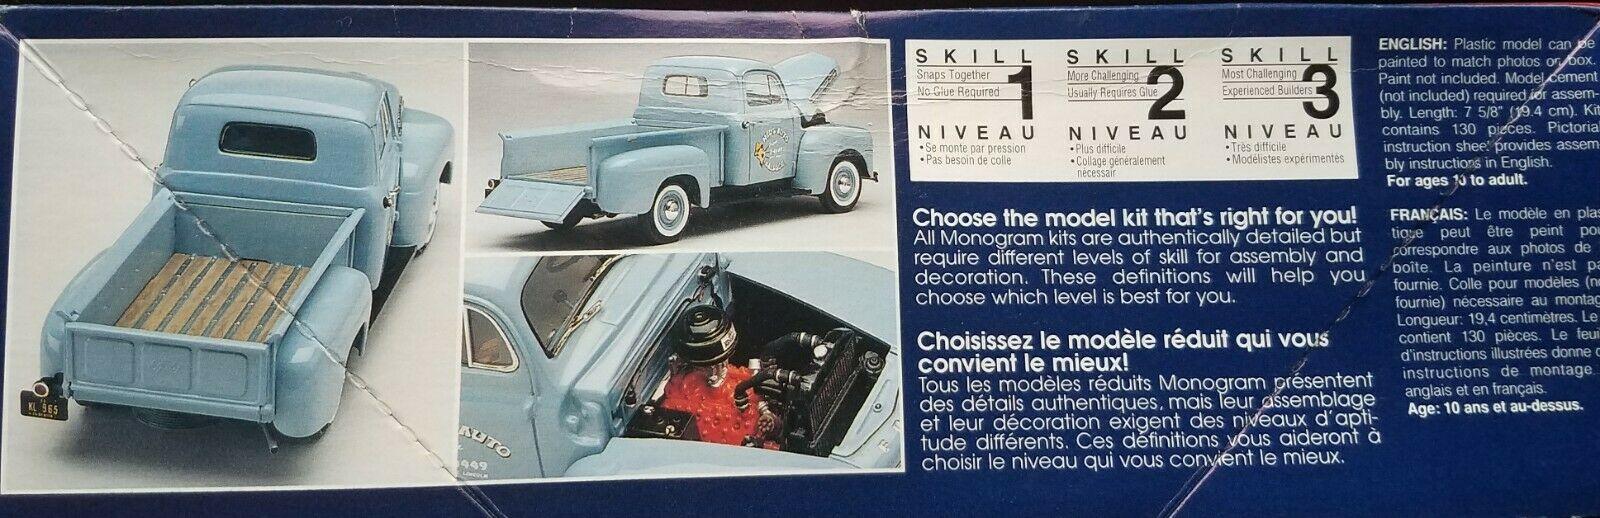 SKILL
Snaps Together
No Glue Required
1
NIVEAU
• Se monte par pression
• Pas besoin de colle
SKILL
More Challenging
Usually Requires Glue
2
NIVEAU
• Plus difficile
• Collage généralement
nécessair
SKILL
Most Challenging
Experienced Builders
3
NIVEAU
• Très difficile
• Modélistes expérimentés
Choose the model kit that's right for you!
All Monogram kits are authentically detailed but
require different levels of skill for assembly and
decoration. These definitions will help you
choose which level is best for you.
Choisissez le modèle réduit qui vous
convient le mieux!
Tous les modèles réduits Monogram présentent
des détails authentiques, mais leur assemblage
et leur décoration exigent des niveaux d'apti-
tude différents. Ces définitions vous aideront à
choisir le niveau qui vous convient le mieux.
ENGLISH: Plastic model can be
painted to match photos on box.
Paint not included. Model cement
(not included) required for assem-
bly. Length: 7 5/8" (19.4 cm). Kit
contains 130 pieces. Pictorial
instruction sheet provides assem-
bly instructions in English.
For ages 10 to adult.
FRANÇAIS: Le modèle en plas
tique peut être peint pou
correspondre aux photos de
boîte. La peinture n'est pa
fournie. Colle pour modèles (no
fournie) nécessaire au montag
Longueur: 19,4 centimètres. Le
contient 130 pièces. Le feui
d'instructions illustrées donne
instructions de montage
anglais et en français.
Age: 10 ans et au-dessus.
KL 965
AUTO
AUTO
449
LINCOLN